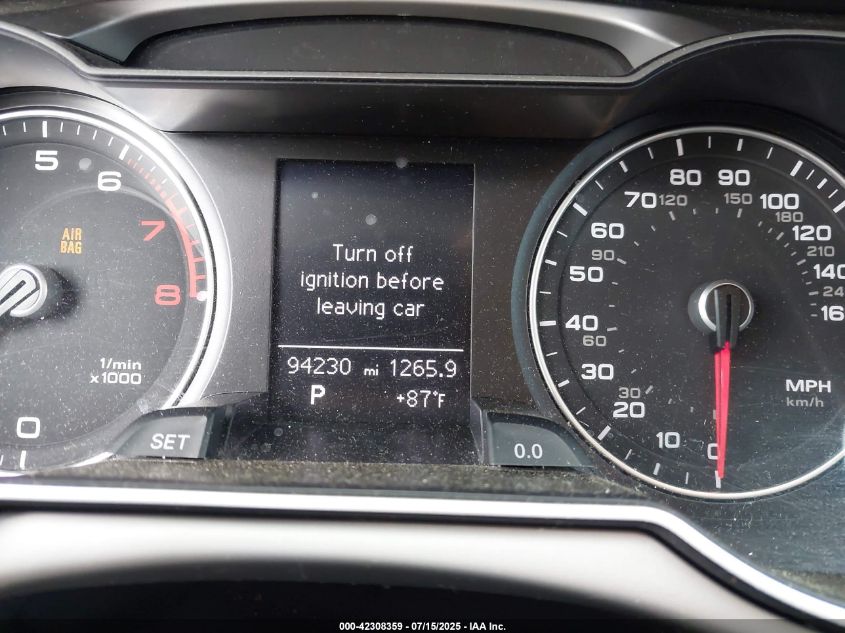 5
6
7
8
AIR
BAG
1/min
x1000
0
SET
Turn off
ignition before
leaving car
94230 mi 1265.9
P +87°F
0.0
0
10
20
30
30
40
60
50
90
60
70
120
80
90
150
100
180
120
210
140
MPH
km/h
000-42308359 - 07/15/2025 - IAA Inc.